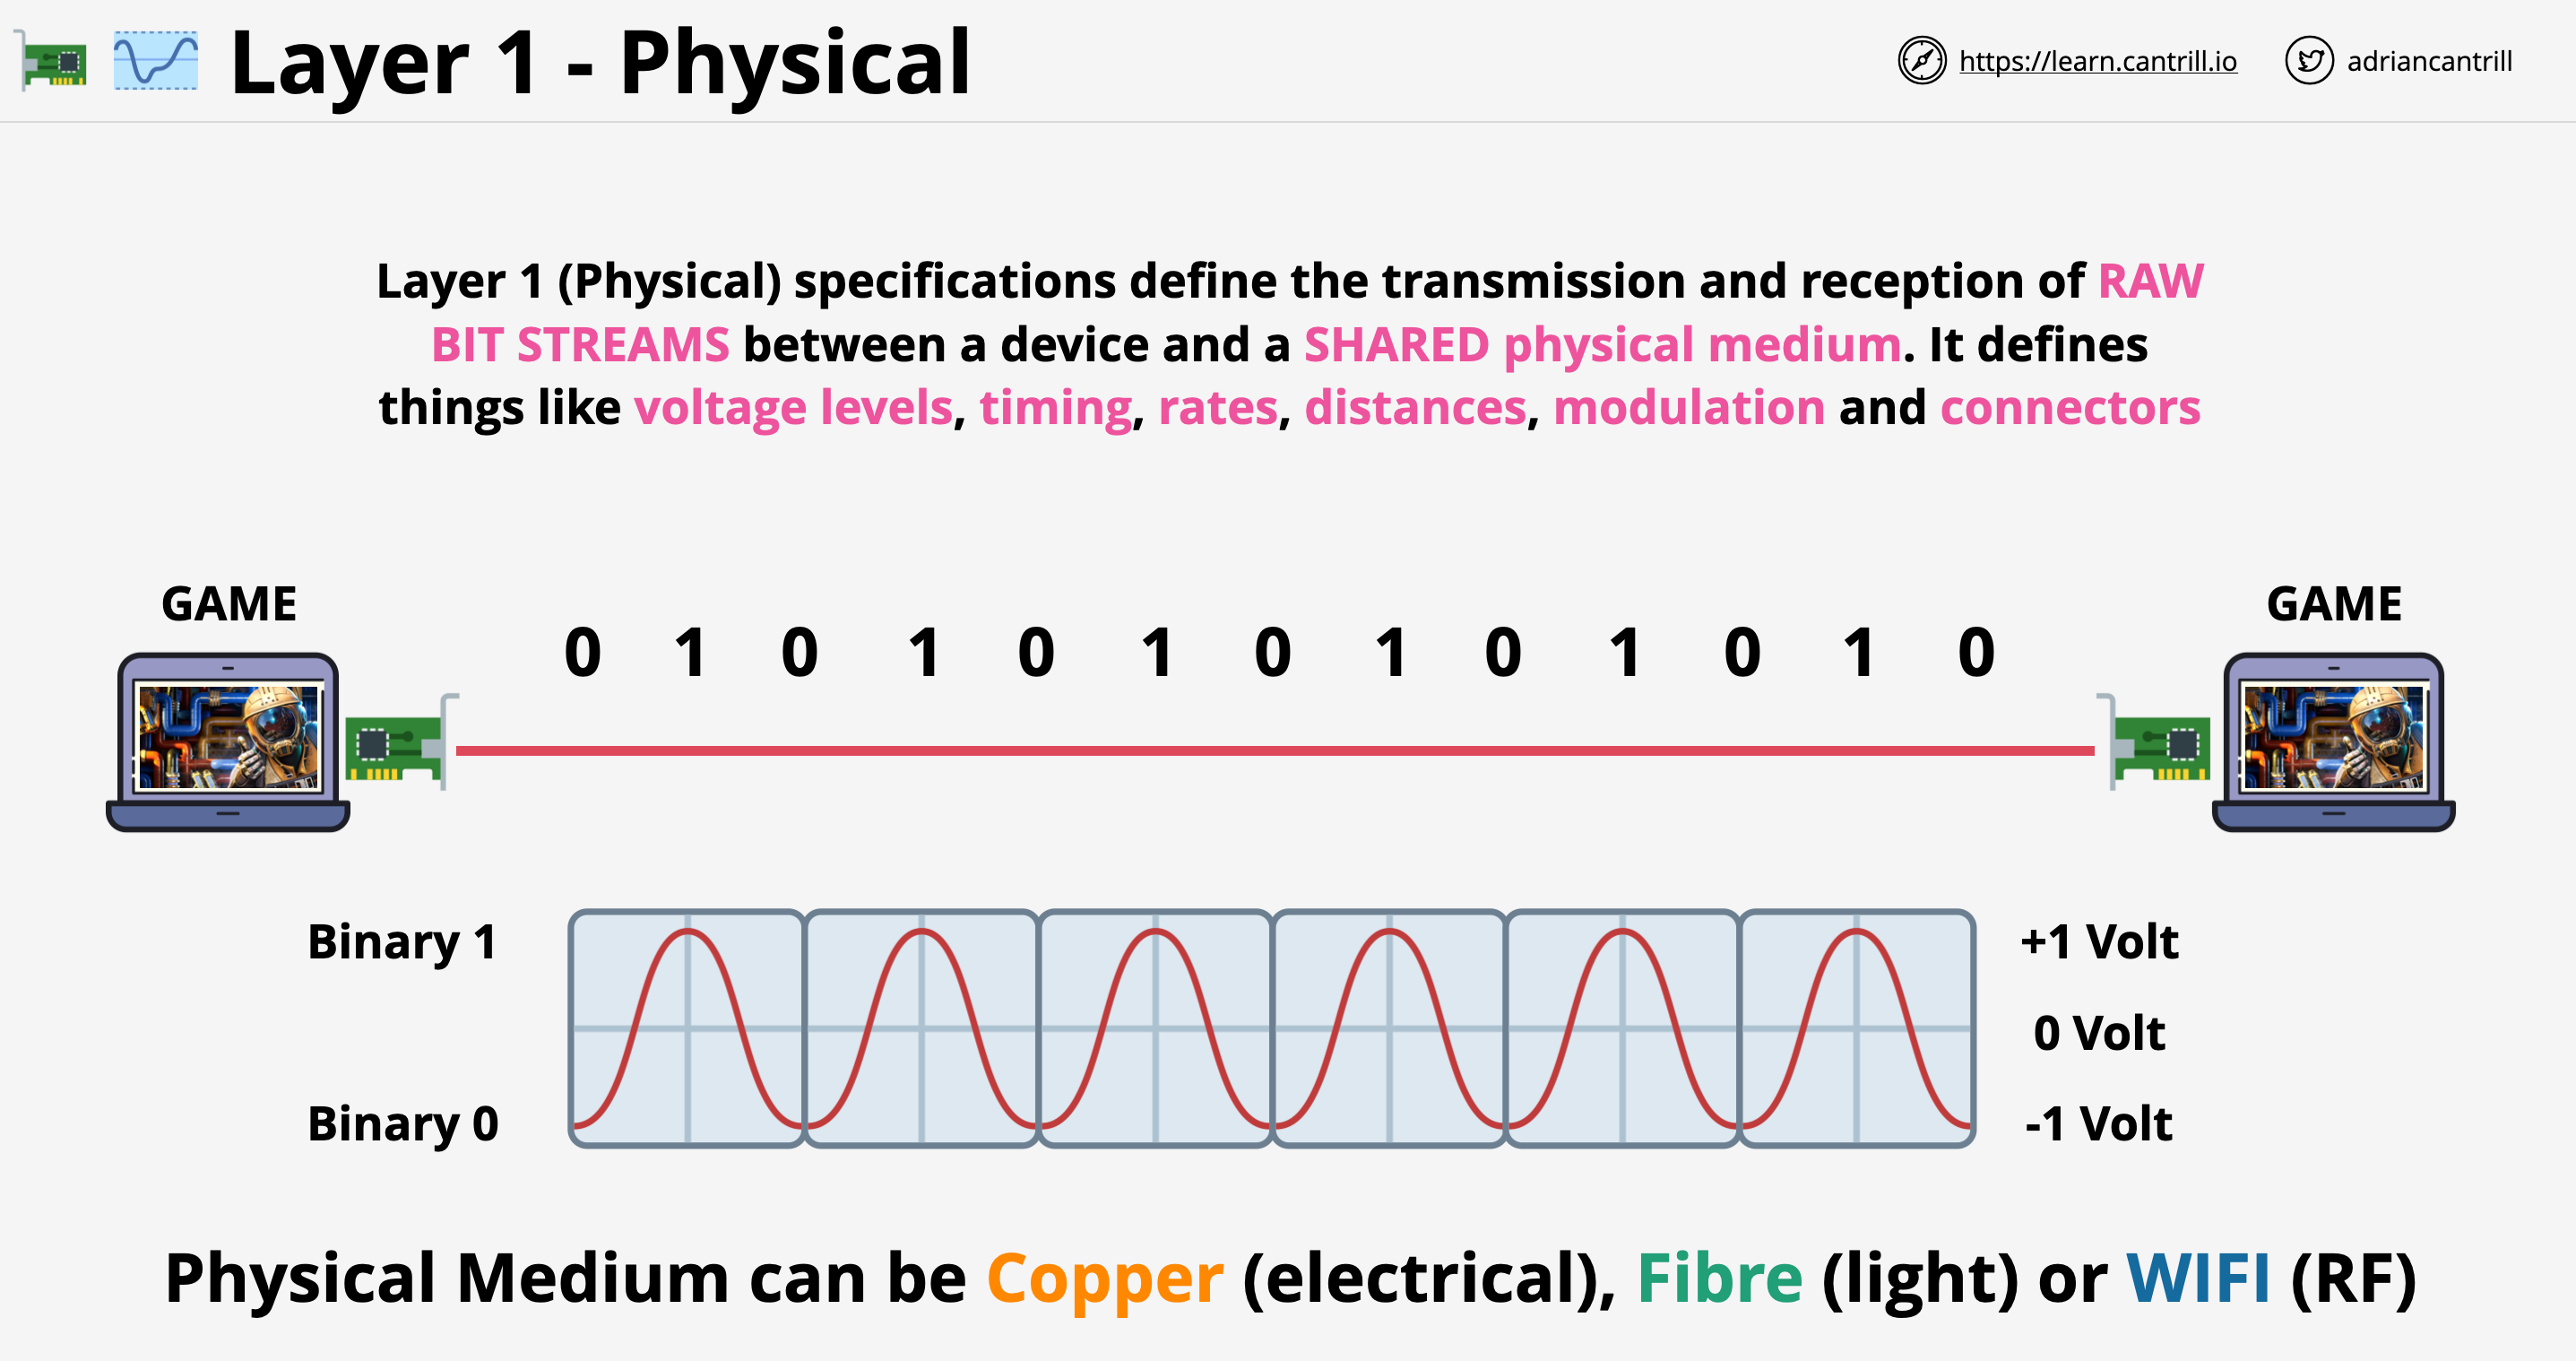 Layer 1 - Physical
https://learn.cantrill.io
adriancantrill
Layer 1 (Physical) specifications define the transmission and reception of RAW
BIT STREAMS between a device and a SHARED physical medium. It defines
things like voltage levels, timing, rates, distances, modulation and connectors
GAME
GAME
0 1 0 1 0 1 0 1 0 1 0 1 0
Binary 1
+1 Volt
0 Volt
Binary 0
-1 Volt
Physical Medium can be Copper (electrical), Fibre (light) or WIFI (RF)